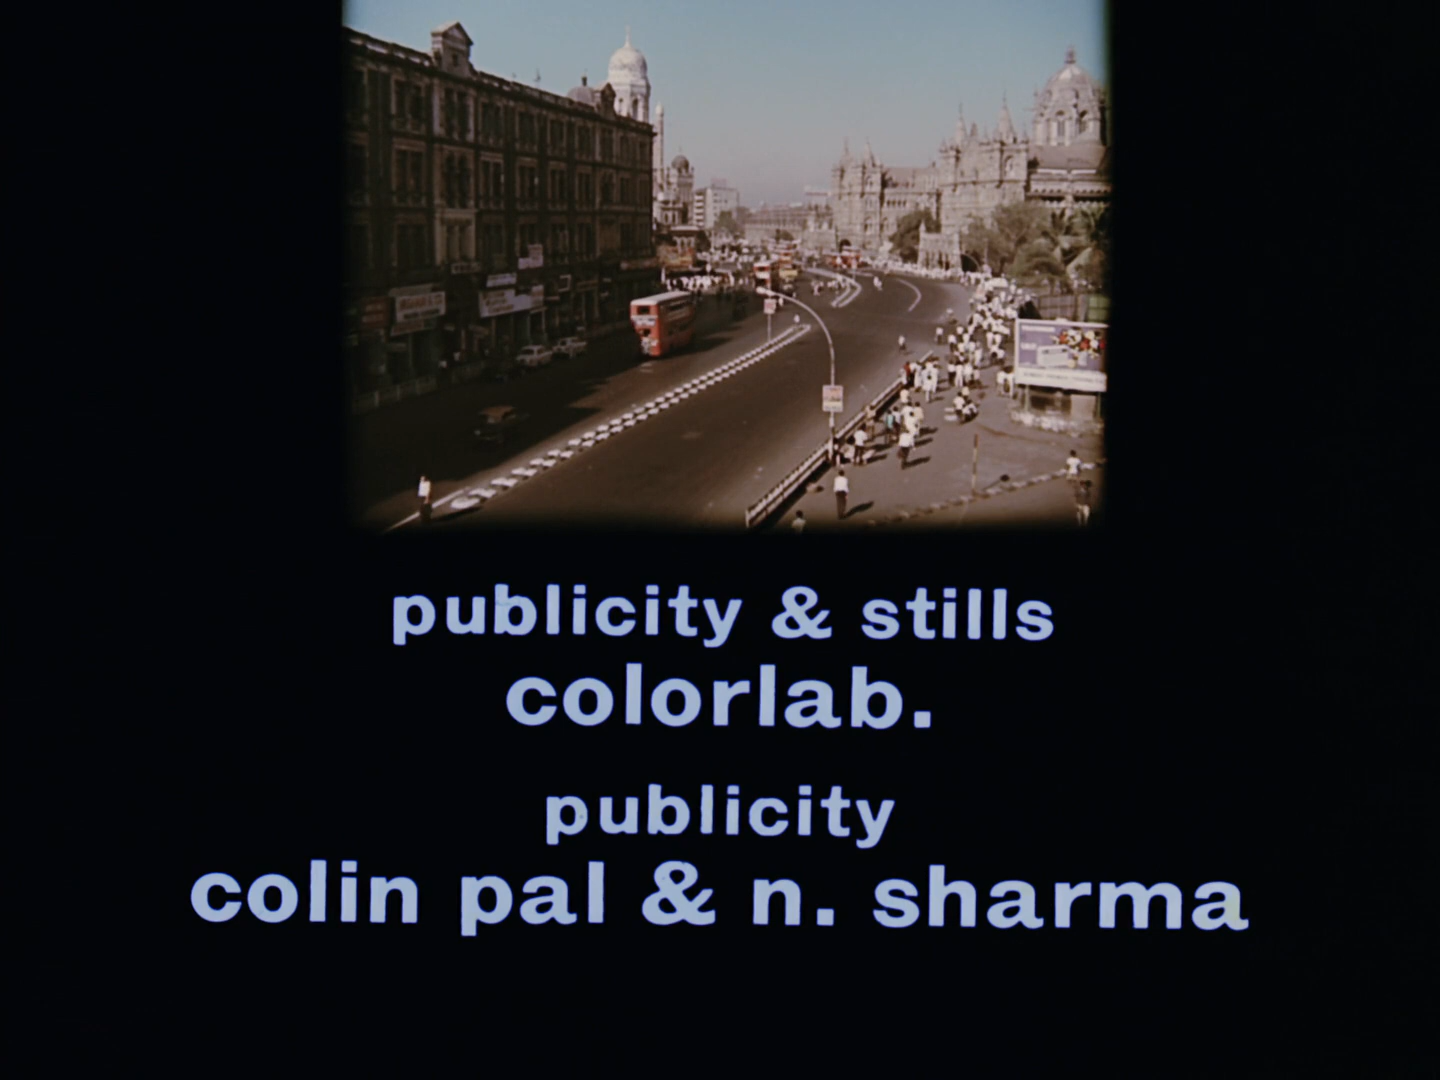 publicity & stills
colorlab.
publicity
colin pal & n. sharma